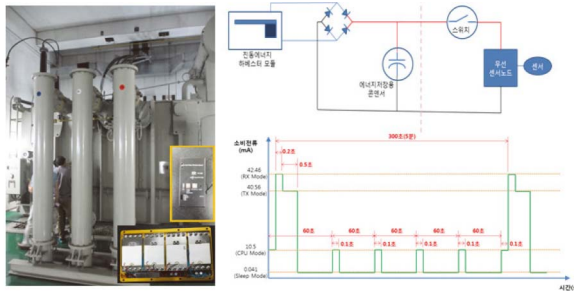 진동에너지
하베스터 모듈
에너지저장용
콘덴서
스위치
무선
센서노드
센서
소비전류
(mA)
300초(5분)
0.2초
0.5초
42.46
(RX Mode)
40.56
(TX Mode)
60초 60초 60초 60초 60초
0.1초 0.1초 0.1초 0.1초 0.1초
10.5
(CPU Mode)
0.041
(Sleep Mode)
시간(t)